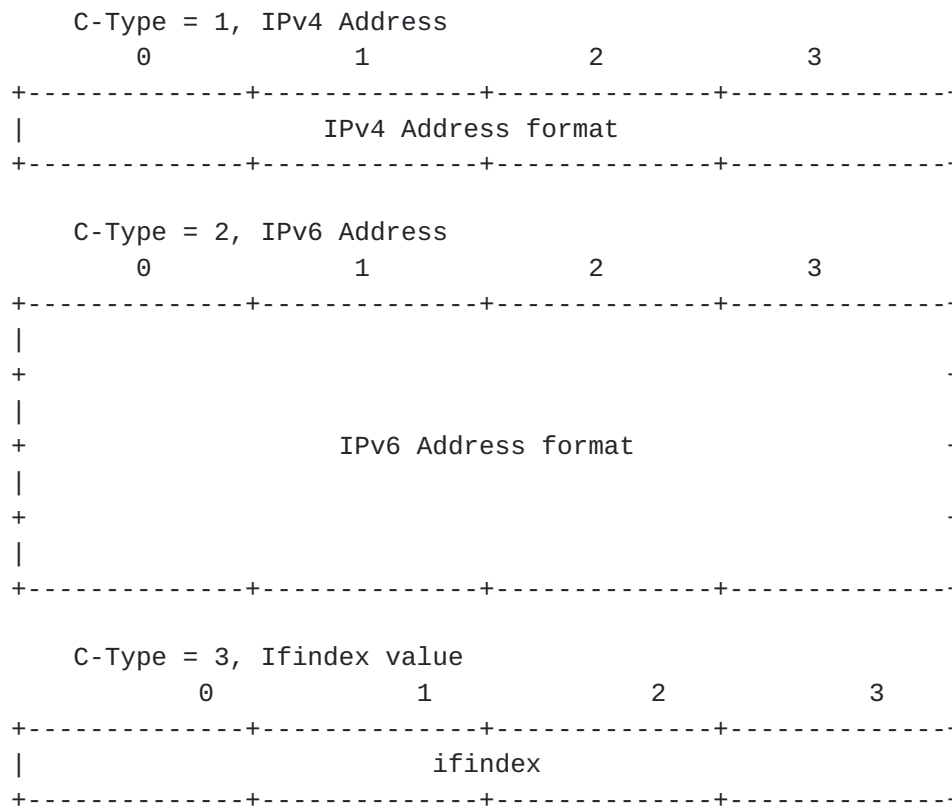 C-Type = 1, IPv4 Address
0 1 2 3
+--------------+--------------+--------------+--------------+
| IPv4 Address format
+--------------+--------------+--------------+--------------+
C-Type = 2, IPv6 Address
0 1 2 3
+--------------+--------------+--------------+--------------+
|
+ +
|
+ IPv6 Address format +
|
+ +
|
+--------------+--------------+--------------+--------------+
C-Type = 3, Ifindex value
0 1 2 3
+--------------+--------------+--------------+--------------+
| ifindex
+--------------+--------------+--------------+--------------+